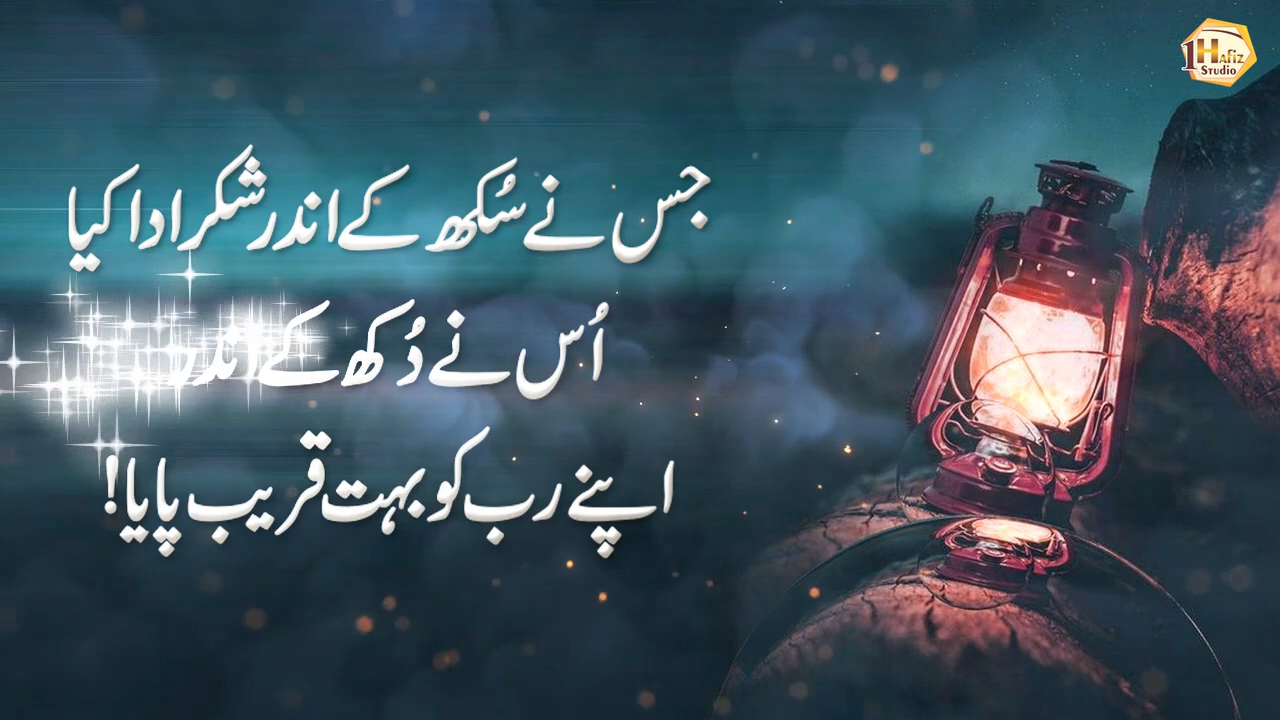 1Hafiz
Studio
جس نے سُکھ کے اندر شکر ادا کیا
اُس نے دُکھ کے اندر
اپنے رب کو بہت قریب پایا!